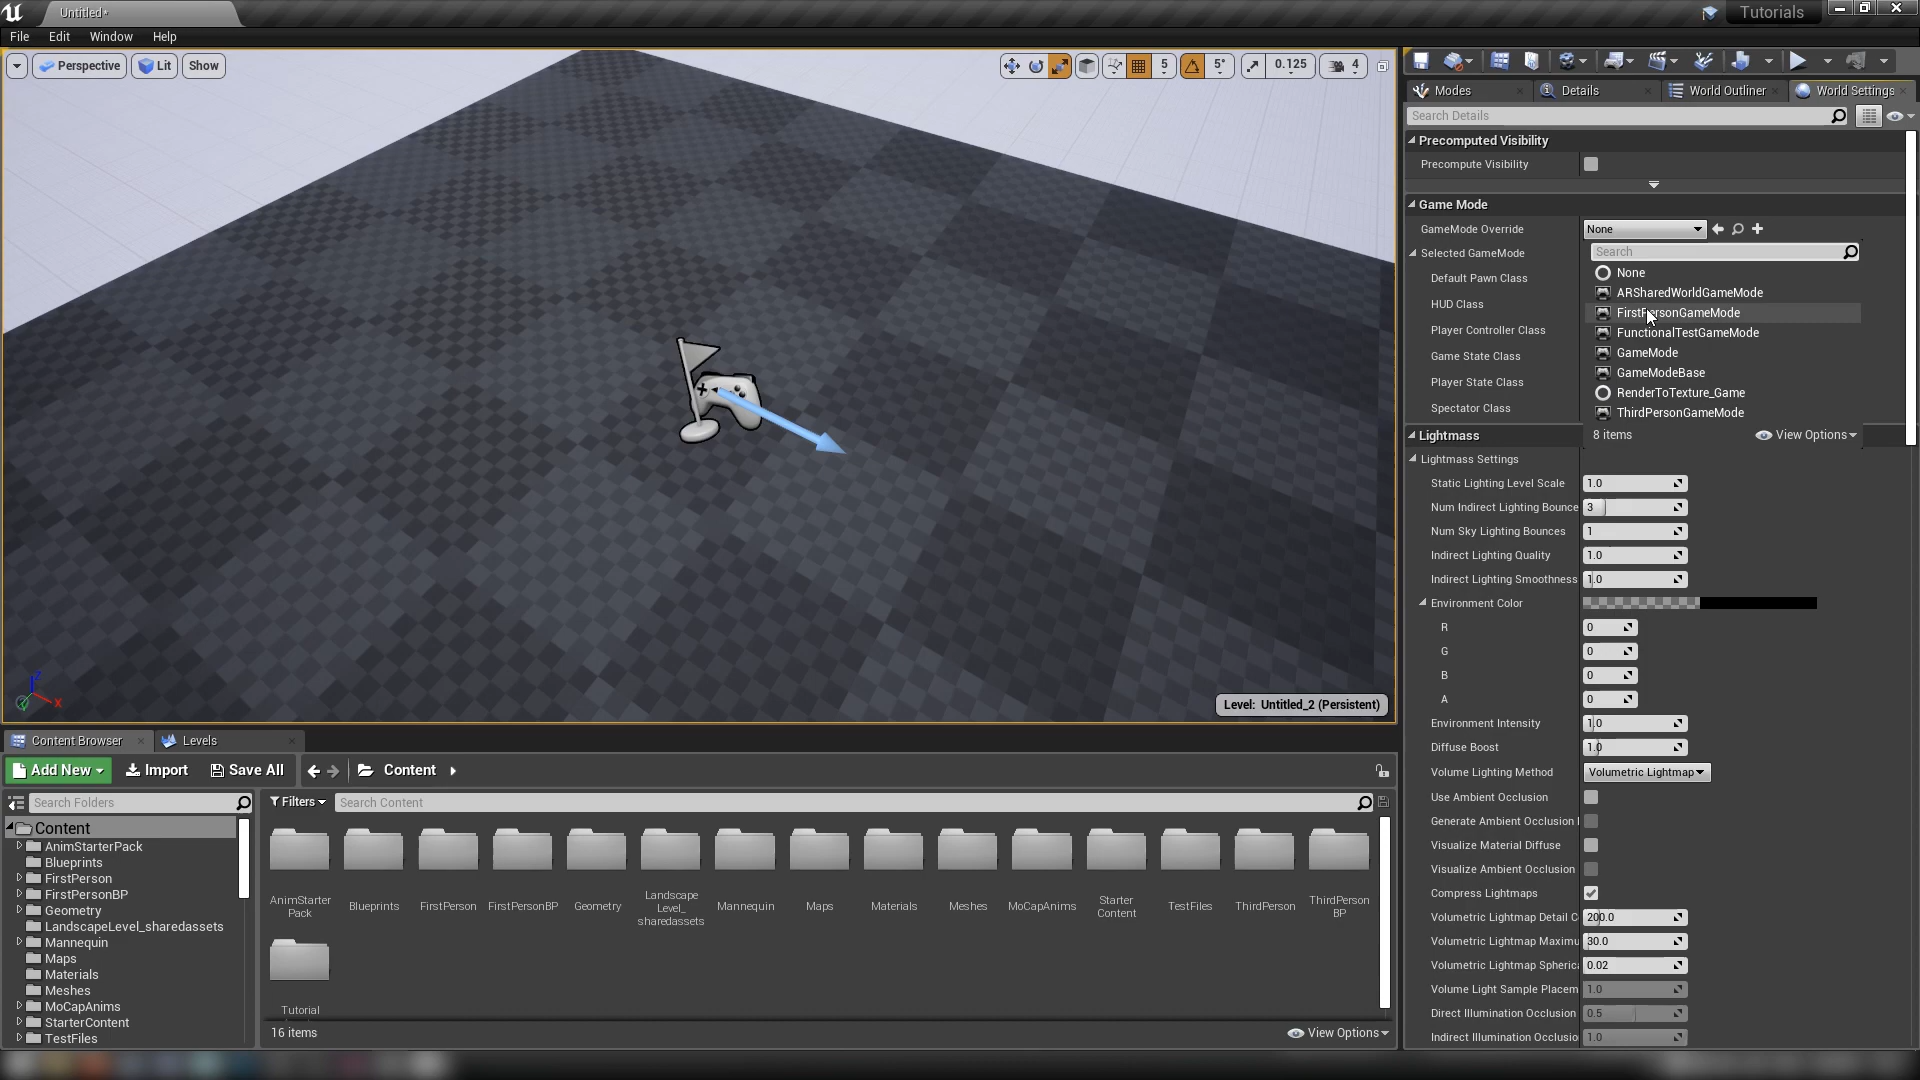 Untitled*
Tutorials
File Edit Window Help
Perspective Lit Show
5 5° 0.125 4
Modes Details World Outliner World Settings
Search Details
Precomputed Visibility
Precompute Visibility
Game Mode
GameMode Override None
Search
Selected GameMode
None
Default Pawn Class
ARSharedWorldGameMode
HUD Class
FirstPersonGameMode
Player Controller Class
FunctionalTestGameMode
Game State Class
GameMode
Player State Class
GameModeBase
RenderToTexture_Game
Spectator Class
ThirdPersonGameMode
8 items View Options
Lightmass
Lightmass Settings
Static Lighting Level Scale 1.0
Num Indirect Lighting Bounce 3
Num Sky Lighting Bounces 1
Indirect Lighting Quality 1.0
Indirect Lighting Smoothness 1.0
Environment Color
R 0
G 0
B 0
A 0
Environment Intensity 1.0
Diffuse Boost 1.0
Volume Lighting Method Volumetric Lightmap
Use Ambient Occlusion
Generate Ambient Occlusion
Visualize Material Diffuse
Visualize Ambient Occlusion
Compress Lightmaps
Volumetric Lightmap Detail C 200.0
Volumetric Lightmap Maximu 30.0
Volumetric Lightmap Spherica 0.02
Volume Light Sample Placem 1.0
Direct Illumination Occlusion 0.5
Indirect Illumination Occlusio 1.0
Z
X
Level: Untitled_2 (Persistent)
Content Browser Levels
Add New Import Save All Content
Search Folders
Filters Search Content
Content
AnimStarterPack
Blueprints
FirstPerson
FirstPersonBP
Geometry
LandscapeLevel_sharedassets
Mannequin
Maps
Materials
Meshes
MoCapAnims
StarterContent
TestFiles
AnimStarter
Pack
Blueprints
FirstPerson
FirstPersonBP
Geometry
Landscape
Level_
sharedassets
Mannequin
Maps
Materials
Meshes
MoCapAnims
Starter
Content
TestFiles
ThirdPerson
ThirdPerson
BP
Tutorial
16 items View Options